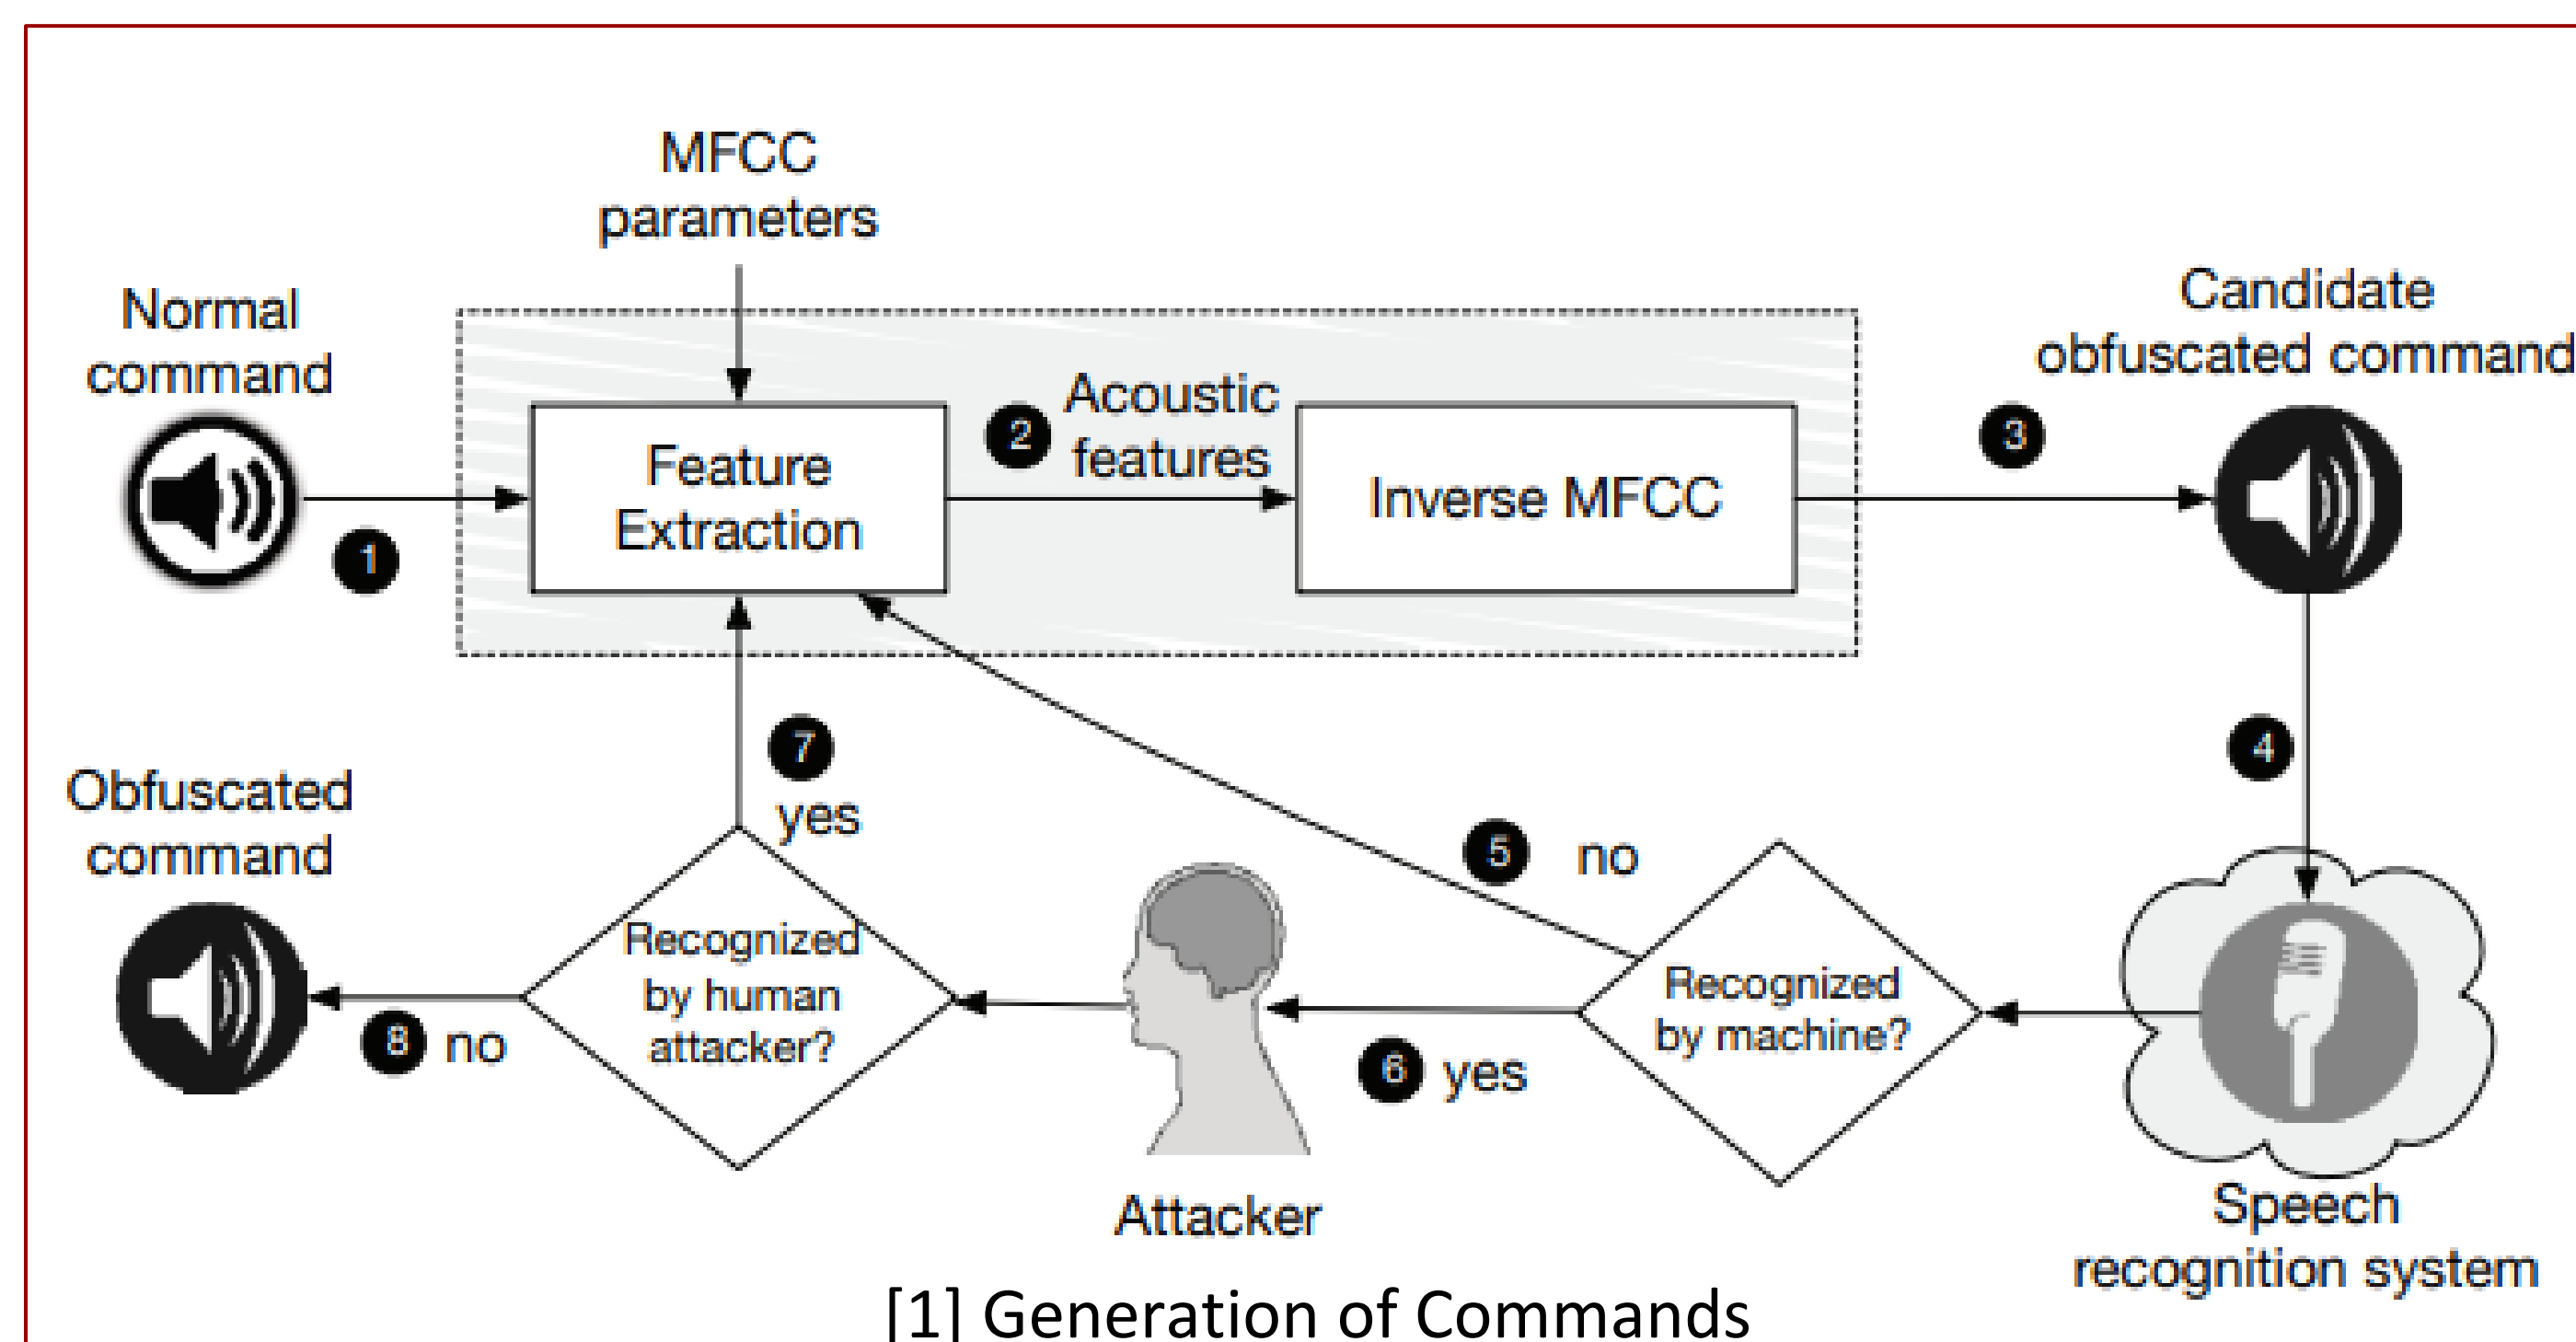 MFCC
parameters
Normal
command
Candidate
obfuscated command
Feature
Extraction
2
Acoustic
features
Inverse MFCC
3
1
4
7
yes
Obfuscated
command
5 no
Recognized
by human
attacker?
Recognized
by machine?
8 no
6 yes
Attacker
Speech
recognition system
[1] Generation of Commands